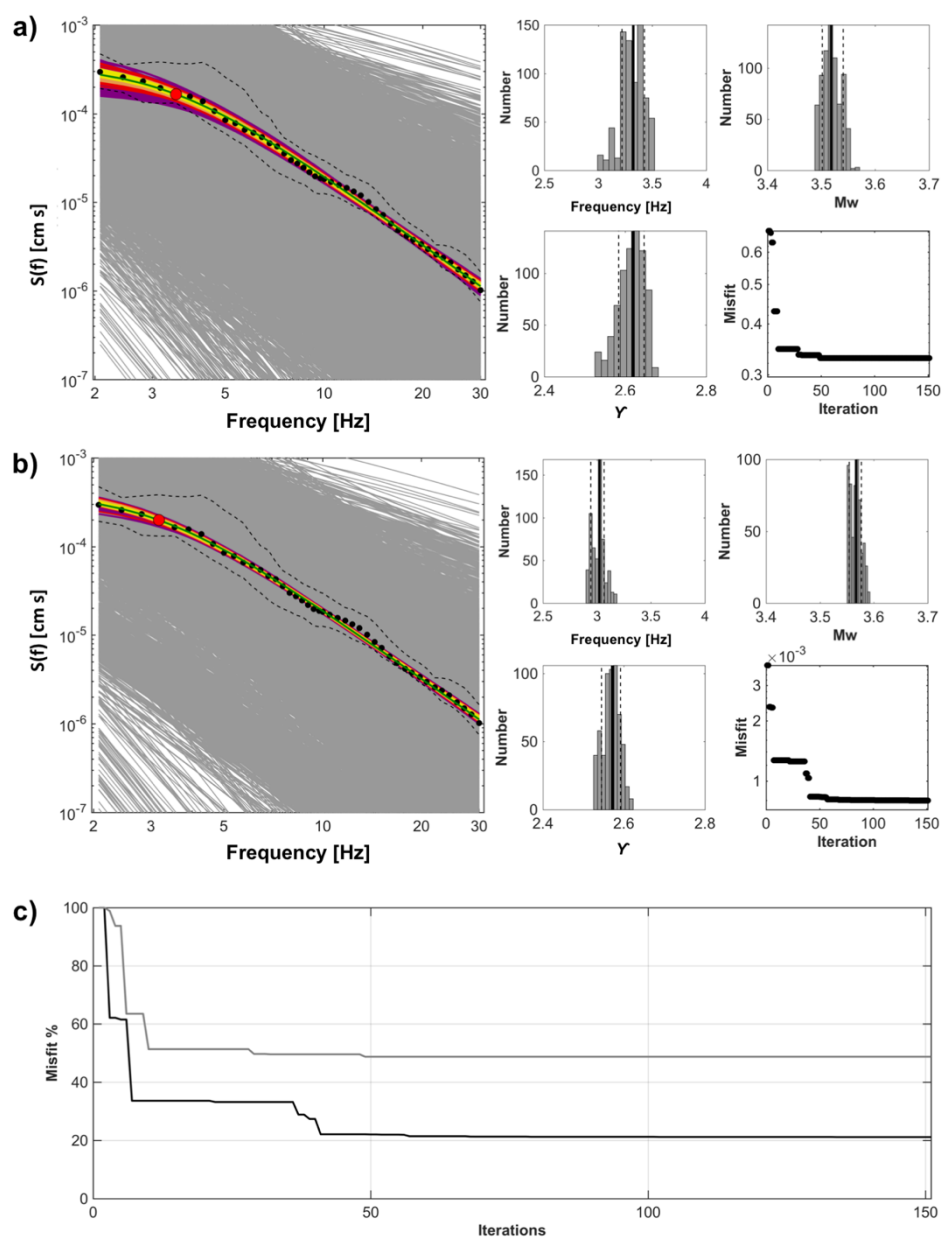 a)
10^-3
10^-4
10^-5
10^-6
10^-7
S(f) [cm s]
2 3 5 10 20 30
Frequency [Hz]
150
100
50
0
Number
2.5 3 3.5 4
Frequency [Hz]
100
50
0
Number
3.4 3.5 3.6 3.7
Mw
100
50
0
Number
2.4 2.6 2.8
ϒ
0.6
0.5
0.4
0.3
Misfit
0 50 100 150
Iteration
b)
10^-3
10^-4
10^-5
10^-6
10^-7
S(f) [cm s]
2 3 5 10 20 30
Frequency [Hz]
150
100
50
0
Number
2.5 3 3.5 4
Frequency [Hz]
100
50
0
Number
3.4 3.5 3.6 3.7
Mw
100
50
0
Number
2.4 2.6 2.8
ϒ
×10^-3
3
2
1
Misfit
0 50 100 150
Iteration
c)
100
80
60
40
20
0
Misfit %
0 50 100 150
Iterations